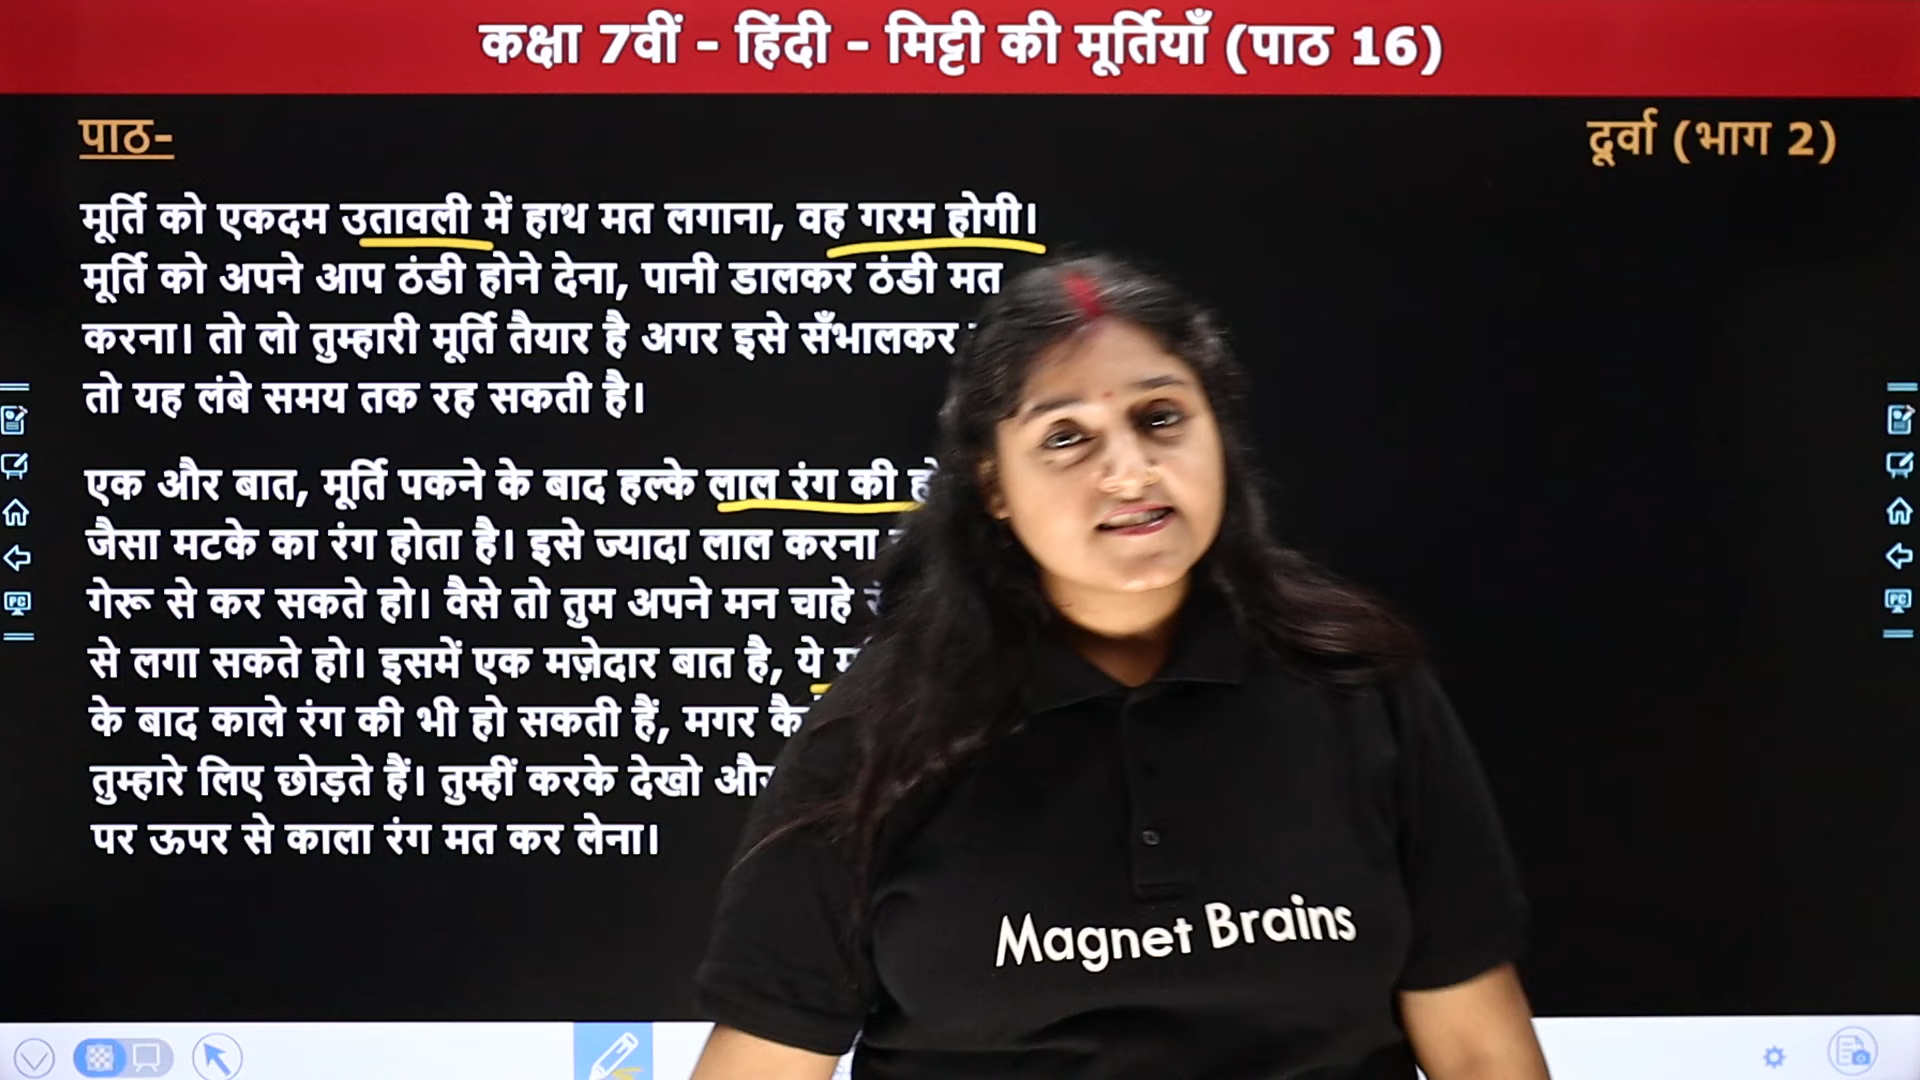 कक्षा 7वीं - हिंदी - मिट्टी की मूर्तियाँ (पाठ 16)
पाठ-
दूर्वा (भाग 2)
मूर्ति को एकदम उतावली में हाथ मत लगाना, वह गरम होगी।
मूर्ति को अपने आप ठंडी होने देना, पानी डालकर ठंडी मत
करना। तो लो तुम्हारी मूर्ति तैयार है अगर इसे सँभालकर
तो यह लंबे समय तक रह सकती है।
एक और बात, मूर्ति पकने के बाद हल्के लाल रंग की
जैसा मटके का रंग होता है। इसे ज्यादा लाल करना
गेरू से कर सकते हो। वैसे तो तुम अपने मन चाहे
से लगा सकते हो। इसमें एक मज़ेदार बात है, ये
के बाद काले रंग की भी हो सकती हैं, मगर
तुम्हारे लिए छोड़ते हैं। तुम्हीं करके देखो
पर ऊपर से काला रंग मत कर लेना।
Magnet Brains
PC
PC